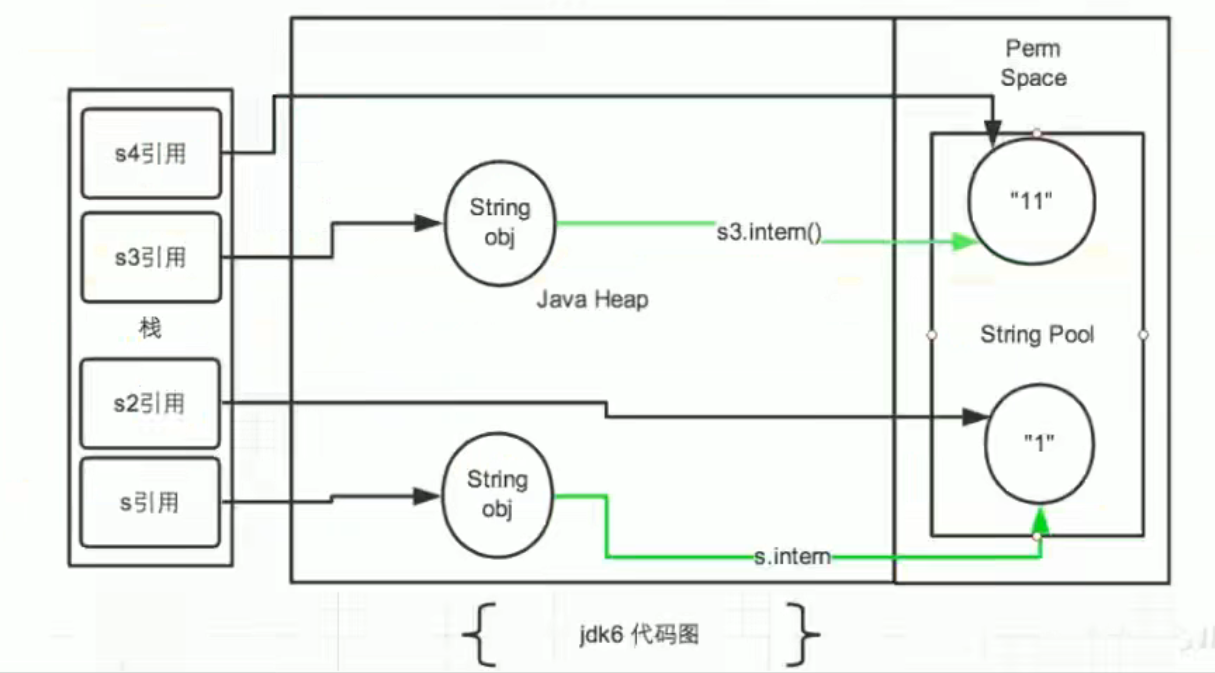 Perm
Space
s4引用
"11"
String
obj
s3.intern()
s3引用
Java Heap
栈
String Pool
s2引用
"1"
String
obj
s引用
s.intern
jdk6 代码图